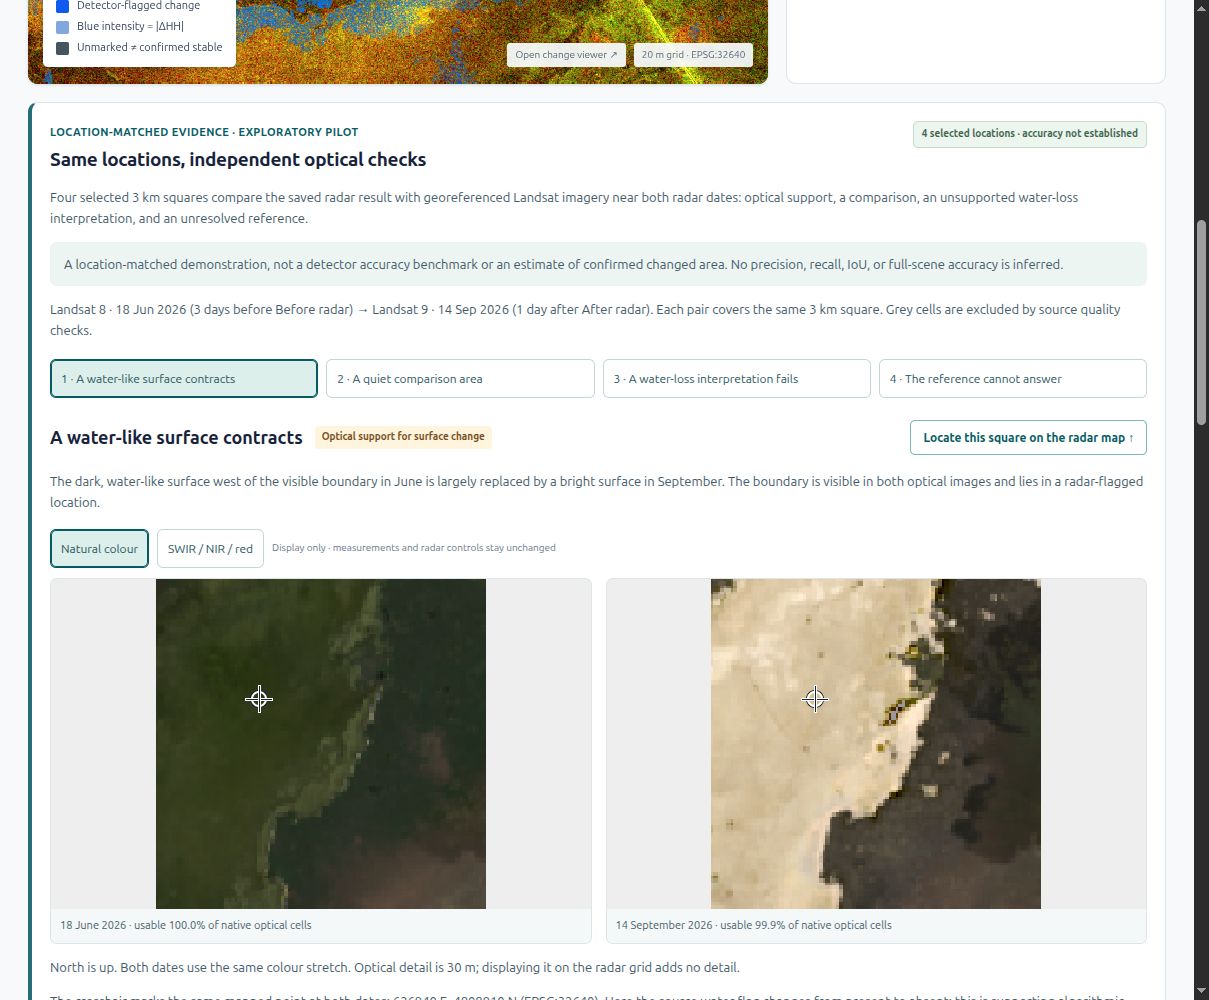 Detector-flagged change
Blue intensity = |ΔHH|
Unmarked ≠ confirmed stable
Open change viewer ↗
20 m grid · EPSG:32640
LOCATION-MATCHED EVIDENCE · EXPLORATORY PILOT
4 selected locations · accuracy not established
Same locations, independent optical checks
Four selected 3 km squares compare the saved radar result with georeferenced Landsat imagery near both radar dates: optical support, a comparison, an unsupported water-loss
interpretation, and an unresolved reference.
A location-matched demonstration, not a detector accuracy benchmark or an estimate of confirmed changed area. No precision, recall, IoU, or full-scene accuracy is inferred.
Landsat 8 · 18 Jun 2026 (3 days before Before radar) → Landsat 9 · 14 Sep 2026 (1 day after After radar). Each pair covers the same 3 km square. Grey cells are excluded by source quality
checks.
1 · A water-like surface contracts
2 · A quiet comparison area
3 · A water-loss interpretation fails
4 · The reference cannot answer
A water-like surface contracts
Optical support for surface change
Locate this square on the radar map ↑
The dark, water-like surface west of the visible boundary in June is largely replaced by a bright surface in September. The boundary is visible in both optical images and lies in a radar-flagged
location.
Natural colour
SWIR / NIR / red
Display only · measurements and radar controls stay unchanged
18 June 2026 · usable 100.0% of native optical cells
14 September 2026 · usable 99.9% of native optical cells
North is up. Both dates use the same colour stretch. Optical detail is 30 m; displaying it on the radar grid adds no detail.